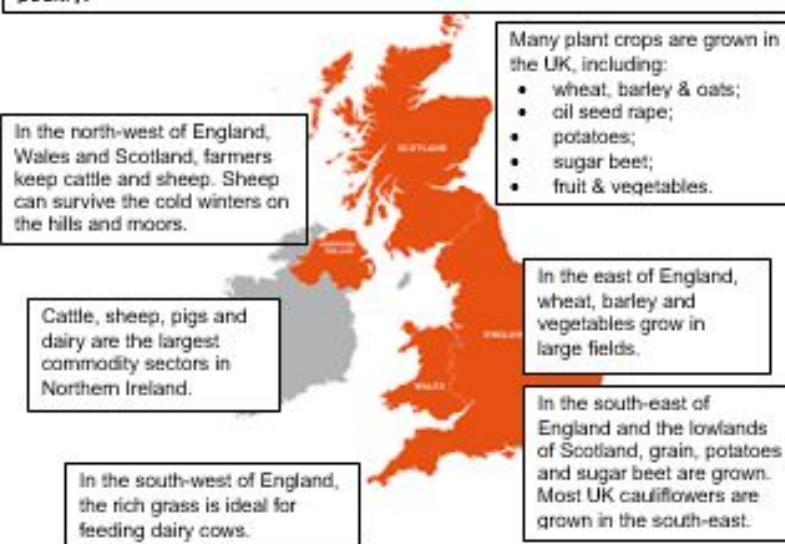 Many plant crops are grown in
the UK, including:
• wheat, barley & oats;
• oil seed rape;
• potatoes;
• sugar beet;
• fruit & vegetables.
In the north-west of England,
Wales and Scotland, farmers
keep cattle and sheep. Sheep
can survive the cold winters on
the hills and moors.
SCOTLAND
NORTHERN
IRELAND
In the east of England,
wheat, barley and
vegetables grow in
large fields.
Cattle, sheep, pigs and
dairy are the largest
commodity sectors in
Northern Ireland.
WALES
In the south-east of
England and the lowlands
of Scotland, grain, potatoes
and sugar beet are grown.
Most UK cauliflowers are
grown in the south-east.
In the south-west of England,
the rich grass is ideal for
feeding dairy cows.